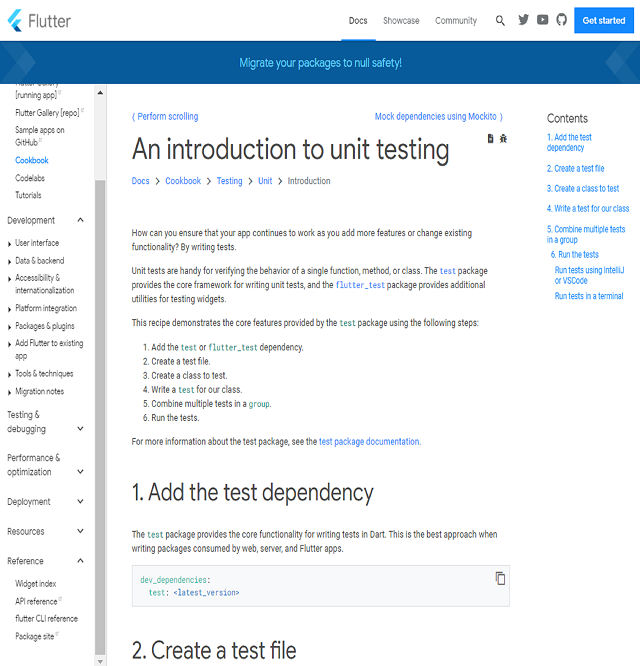 Flutter
Docs
Showcase
Community
Get started
Migrate your packages to null safety!
[running app]
Flutter Gallery [repo]
Sample apps on
GitHub
Cookbook
Codelabs
Tutorials
Development
User interface
Data & backend
Accessibility &
internationalization
Platform integration
Packages & plugins
Add Flutter to existing
app
Tools & techniques
Migration notes
Testing &
debugging
Performance &
optimization
Deployment
Resources
Reference
Widget index
API reference
flutter CLI reference
Package site
Perform scrolling
Mock dependencies using Mockito
An introduction to unit testing
Docs > Cookbook > Testing > Unit > Introduction
How can you ensure that your app continues to work as you add more features or change existing
functionality? By writing tests.
Unit tests are handy for verifying the behavior of a single function, method, or class. The test package
provides the core framework for writing unit tests, and the flutter_test package provides additional
utilities for testing widgets.
This recipe demonstrates the core features provided by the test package using the following steps:
1. Add the test or flutter_test dependency.
2. Create a test file.
3. Create a class to test.
4. Write a test for our class.
5. Combine multiple tests in a group.
6. Run the tests.
For more information about the test package, see the test package documentation.
1. Add the test dependency
The test package provides the core functionality for writing tests in Dart. This is the best approach when
writing packages consumed by web, server, and Flutter apps.
dev_dependencies:
test: <latest_version>
2. Create a test file
Contents
1. Add the test
dependency
2. Create a test file
3. Create a class to test
4. Write a test for our class
5. Combine multiple tests
in a group
6. Run the tests
Run tests using IntelliJ
or VSCode
Run tests in a terminal